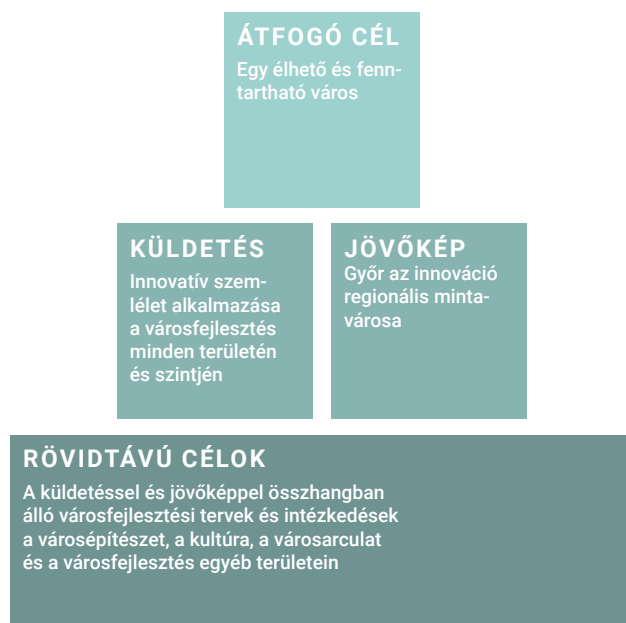 ÁTFOGÓ CÉL
Egy élhető és fenn-
tartható város
KÜLDETÉS
Innovatív szem-
lélet alkalmazása
a városfejlesztés
minden területén
és szintjén
JÖVŐKÉP
Győr az innováció
regionális minta-
városa
RÖVIDTÁVÚ CÉLOK
A küldetéssel és jövőképpel összhangban
álló városfejlesztési tervek és intézkedések
a városépítészet, a kultúra, a városarculat
és a városfejlesztés egyéb területein